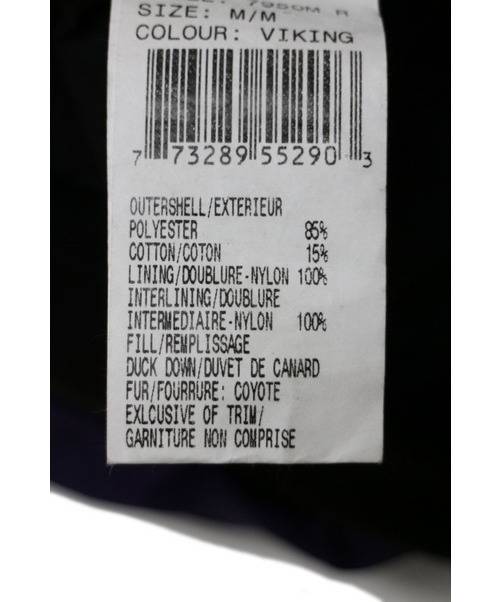 SIZE: M/M
COLOUR: VIKING
7 73289 55290 3
OUTERSHELL/EXTERIEUR
POLYESTER 85%
COTTON/COTON 15%
LINING/DOUBLURE-NYLON 100%
INTERLINING/DOUBLURE
INTERMEDIAIRE-NYLON 100%
FILL/REMPLISSAGE
DUCK DOWN/DUVET DE CANARD
FUR/FOURRURE: COYOTE
EXLCUSIVE OF TRIM/
GARNITURE NON COMPRISE